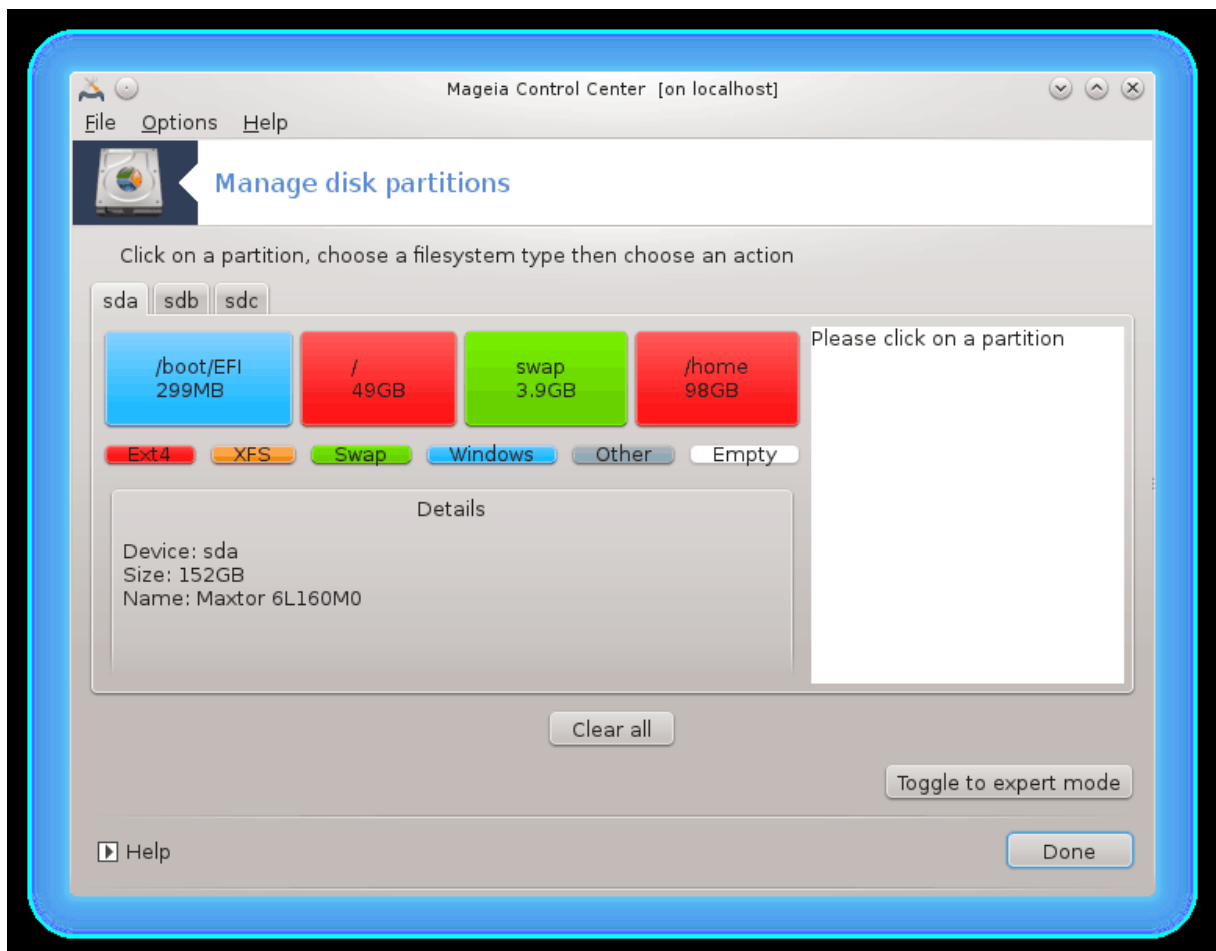 Mageia Control Center [on localhost]
File Options Help
Manage disk partitions
Click on a partition, choose a filesystem type then choose an action
sda sdb sdc
/boot/EFI
299MB
/
49GB
swap
3.9GB
/home
98GB
Please click on a partition
Ext4 XFS Swap Windows Other Empty
Details
Device: sda
Size: 152GB
Name: Maxtor 6L160M0
Clear all
Toggle to expert mode
Help
Done